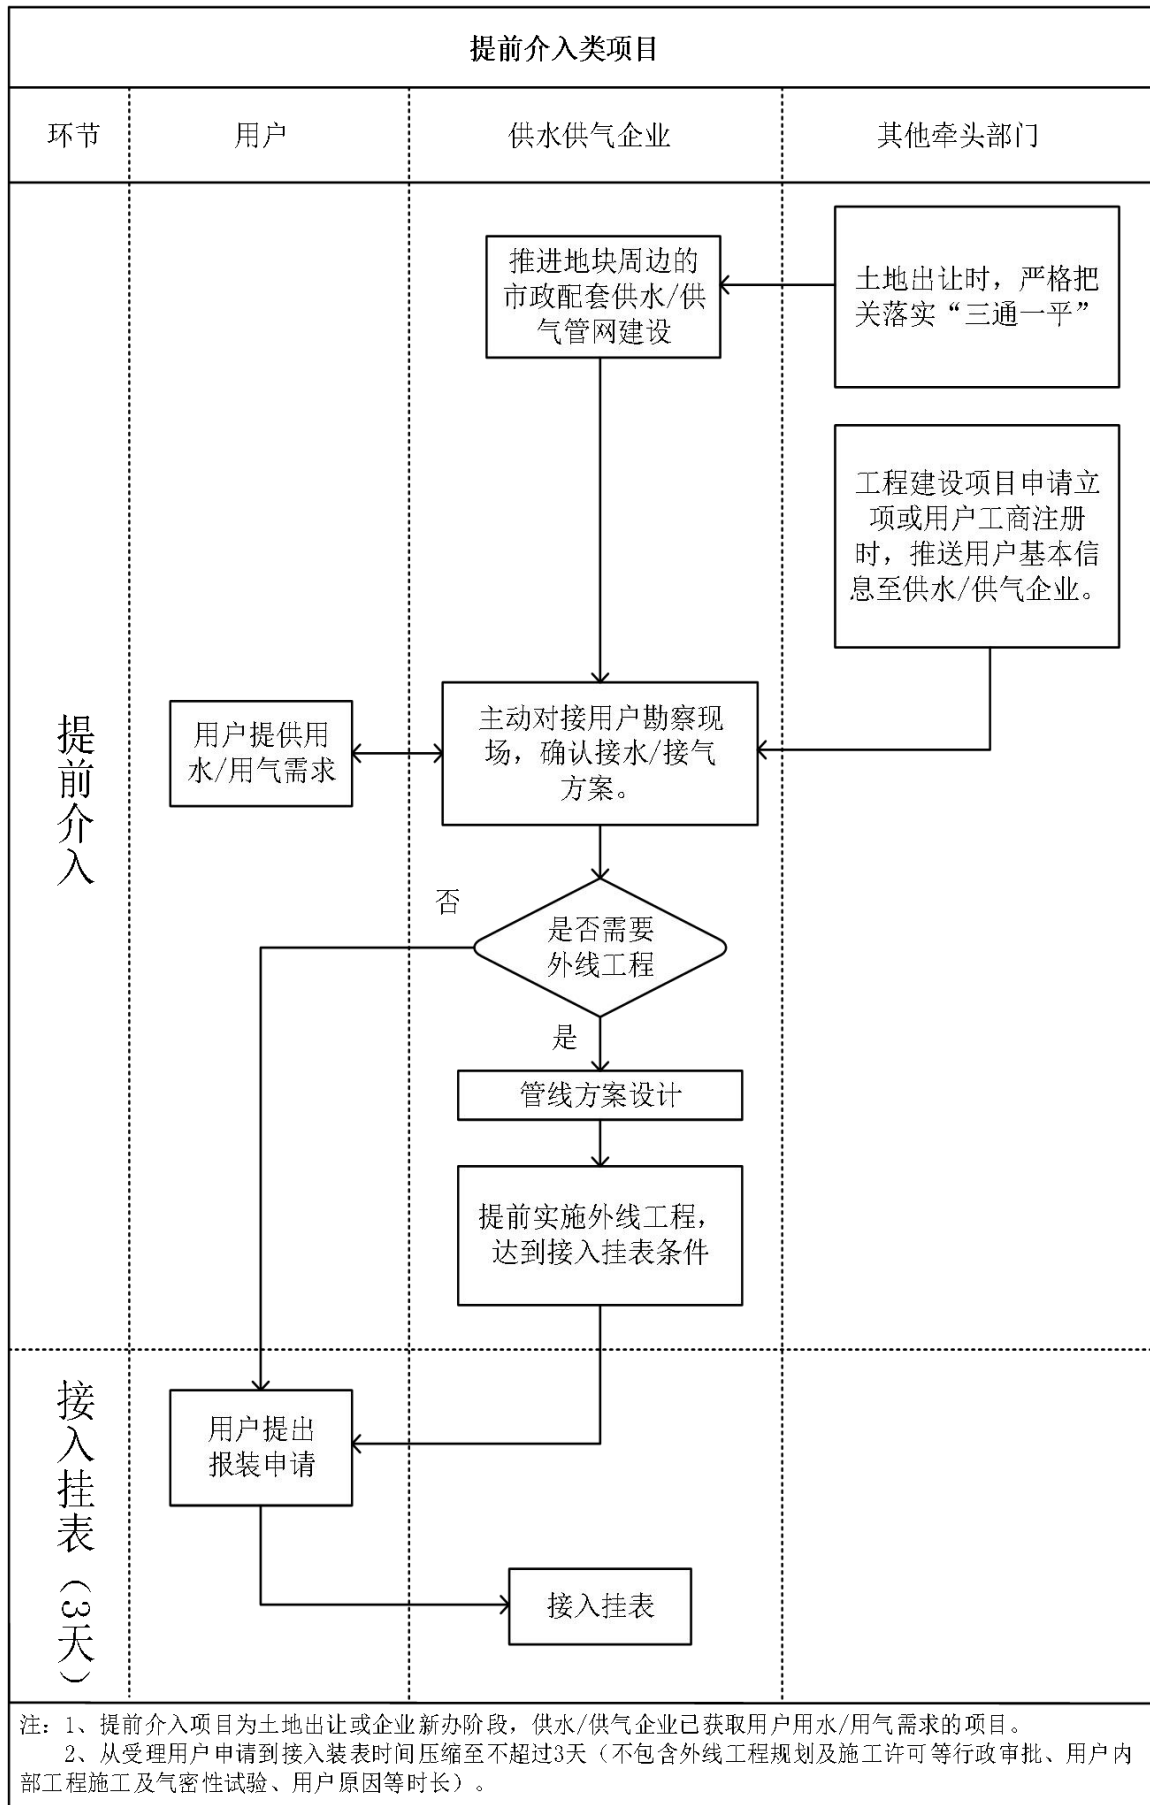 提前介入类项目
环节
用户
供水供气企业
其他牵头部门
推进地块周边的
市政配套供水/供
气管网建设
土地出让时，严格把
关落实“三通一平”
工程建设项目申请立
项或用户工商注册
时，推送用户基本信
息至供水/供气企业。
提前介入
用户提供用
水/用气需求
主动对接用户勘察现
场，确认接水/接气
方案。
否
是否需要
外线工程
是
管线方案设计
提前实施外线工程，
达到接入挂表条件
接入挂表（3天）
用户提出
报装申请
接入挂表
注：1、提前介入项目为土地出让或企业新办阶段，供水/供气企业已获取用户用水/用气需求的项目。
2、从受理用户申请到接入装表时间压缩至不超过3天（不包含外线工程规划及施工许可等行政审批、用户内
部工程施工及气密性试验、用户原因等时长）。